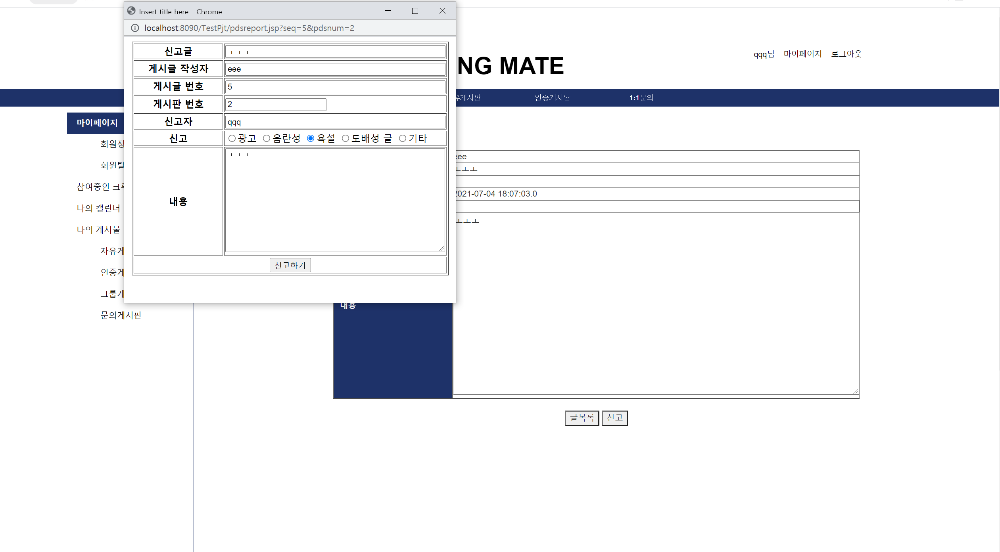 Insert title here - Chrome
localhost:8090/TestPjt/pdsreport.jsp?seq=5&pdsnum=2
신고글 ㅗㅗㅗ
게시글 작성자 eee
게시글 번호 5
게시판 번호 2
신고자 qqq
신고 광고 음란성 욕설 도배성 글 기타
내용 ㅗㅗㅗ
신고하기
qqq님 마이페이지 로그아웃
NG MATE
유게시판 인증게시판 1:1문의
마이페이지
회원정
회원탈
참여중인 크루
나의 캘린더
나의 게시물
자유게
인증게
그룹게
문의게시판
eee
ㅗㅗㅗ
2021-07-04 18:07:03.0
내용 ㅗㅗㅗ
글목록 신고